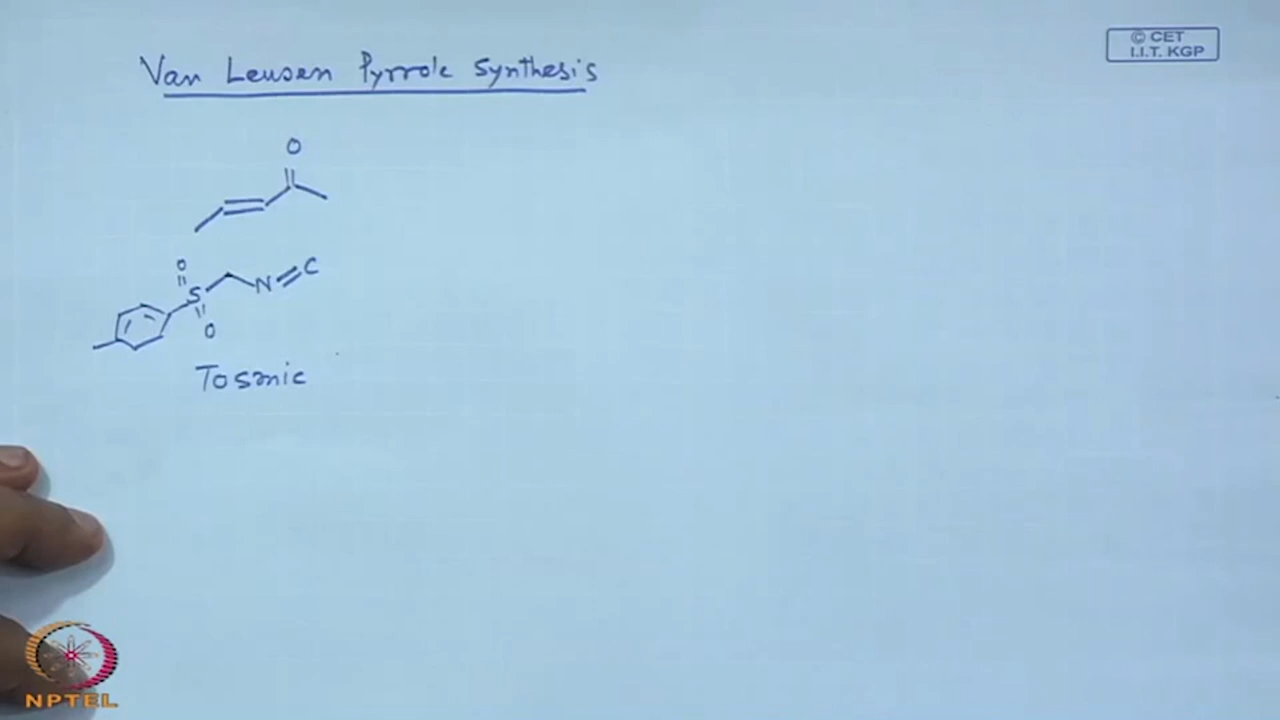 Van Leusen Pyrrole Synthesis
© CET
I.I.T. KGP
O
O
S
N
C
O
Tosmic
NPTEL